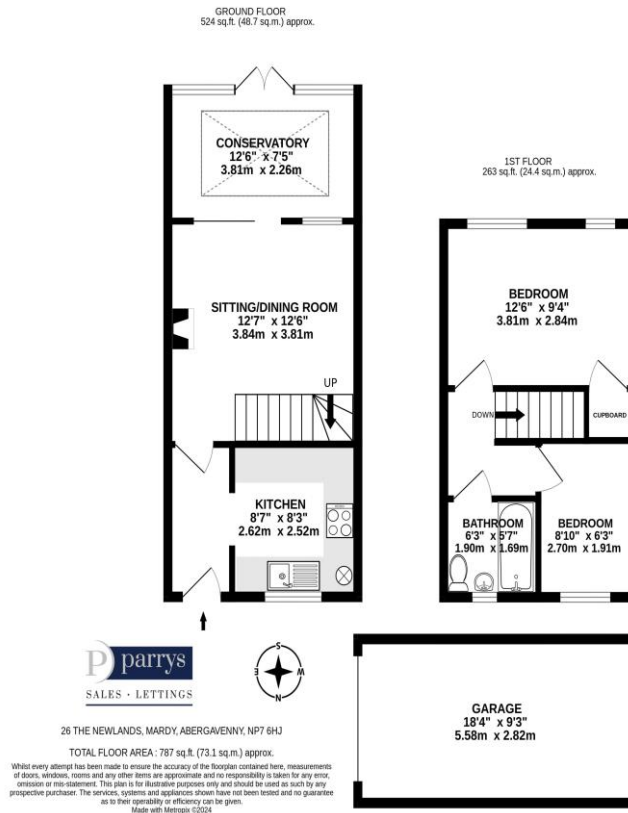 GROUND FLOOR
524 sq.ft. (48.7 sq.m.) approx.
CONSERVATORY
12'6" x 7'5"
3.81m x 2.26m
SITTING/DINING ROOM
12'7" x 12'6"
3.84m x 3.81m
UP
KITCHEN
8'7" x 8'3"
2.62m x 2.52m
1ST FLOOR
263 sq.ft. (24.4 sq.m.) approx.
BEDROOM
12'6" x 9'4"
3.81m x 2.84m
DOWN
CUPBOARD
BATHROOM
6'3" x 5'7"
1.90m x 1.69m
BEDROOM
8'10" x 6'3"
2.70m x 1.91m
GARAGE
18'4" x 9'3"
5.58m x 2.82m
P parrys
SALES · LETTINGS
S
E W
N
26 THE NEWLANDS, MARDY, ABERGAVENNY, NP7 6HJ
TOTAL FLOOR AREA : 787 sq.ft. (73.1 sq.m.) approx.
Whilst every attempt has been made to ensure the accuracy of the floorplan contained here, measurements
of doors, windows, rooms and any other items are approximate and no responsibility is taken for any error,
omission or mis-statement. This plan is for illustrative purposes only and should be used as such by any
prospective purchaser. The services, systems and appliances shown have not been tested and no guarantee
as to their operability or efficiency can be given.
Made with Metropix ©2024